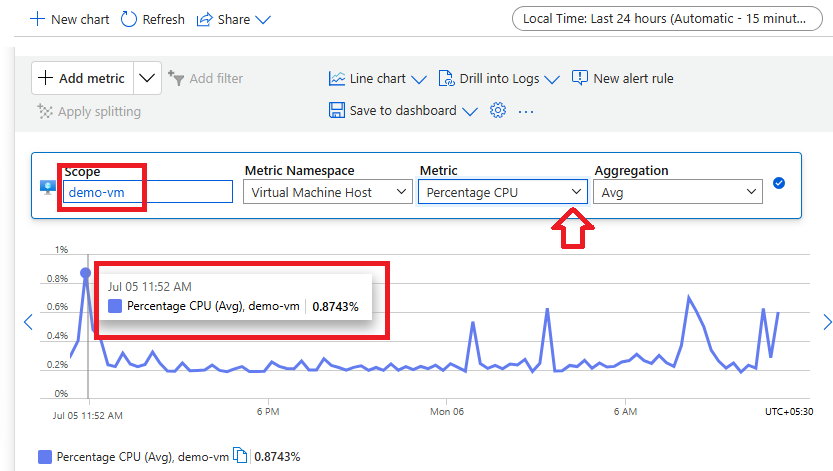 New chart Refresh Share Local Time: Last 24 hours (Automatic - 15 minut...
Add metric Add filter Line chart Drill into Logs New alert rule
Apply splitting Save to dashboard ...
Scope Metric Namespace Metric Aggregation
demo-vm Virtual Machine Host Percentage CPU Avg
1%
0.8%
0.6%
0.4%
0.2%
0%
Jul 05 11:52 AM
Percentage CPU (Avg), demo-vm 0.8743%
Jul 05 11:52 AM 6 PM Mon 06 6 AM UTC+05:30
Percentage CPU (Avg), demo-vm 0.8743%